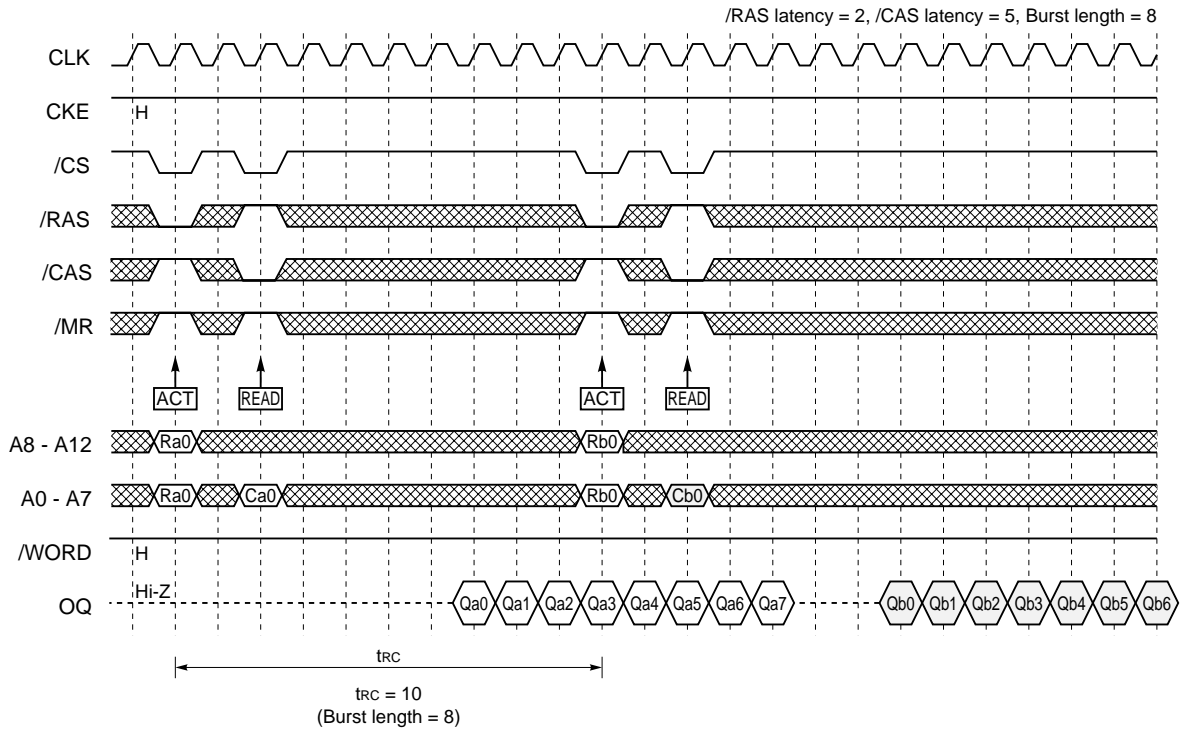 /RAS latency = 2, /CAS latency = 5, Burst length = 8
CLK
CKE H
/CS
/RAS
/CAS
/MR
ACT READ ACT READ
A8 - A12 Ra0 Rb0
A0 - A7 Ra0 Ca0 Rb0 Cb0
/WORD H
OQ Hi-Z Qa0 Qa1 Qa2 Qa3 Qa4 Qa5 Qa6 Qa7 Qb0 Qb1 Qb2 Qb3 Qb4 Qb5 Qb6
tRC
tRC = 10
(Burst length = 8)